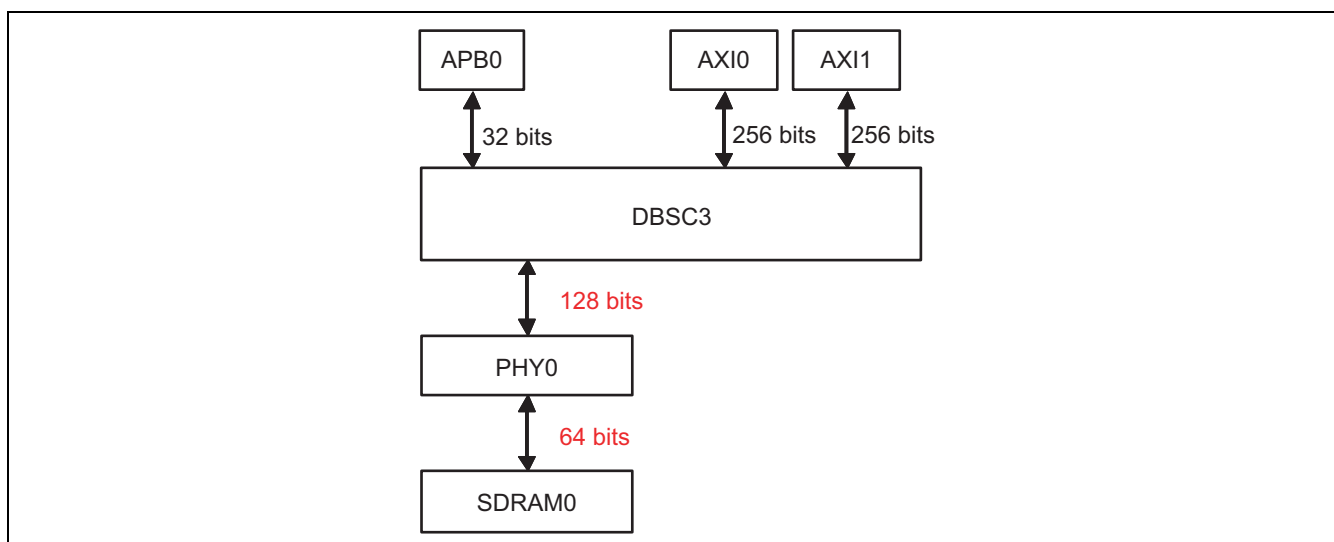 APB0
AXI0
AXI1
32 bits
256 bits
256 bits
DBSC3
128 bits
PHY0
64 bits
SDRAM0